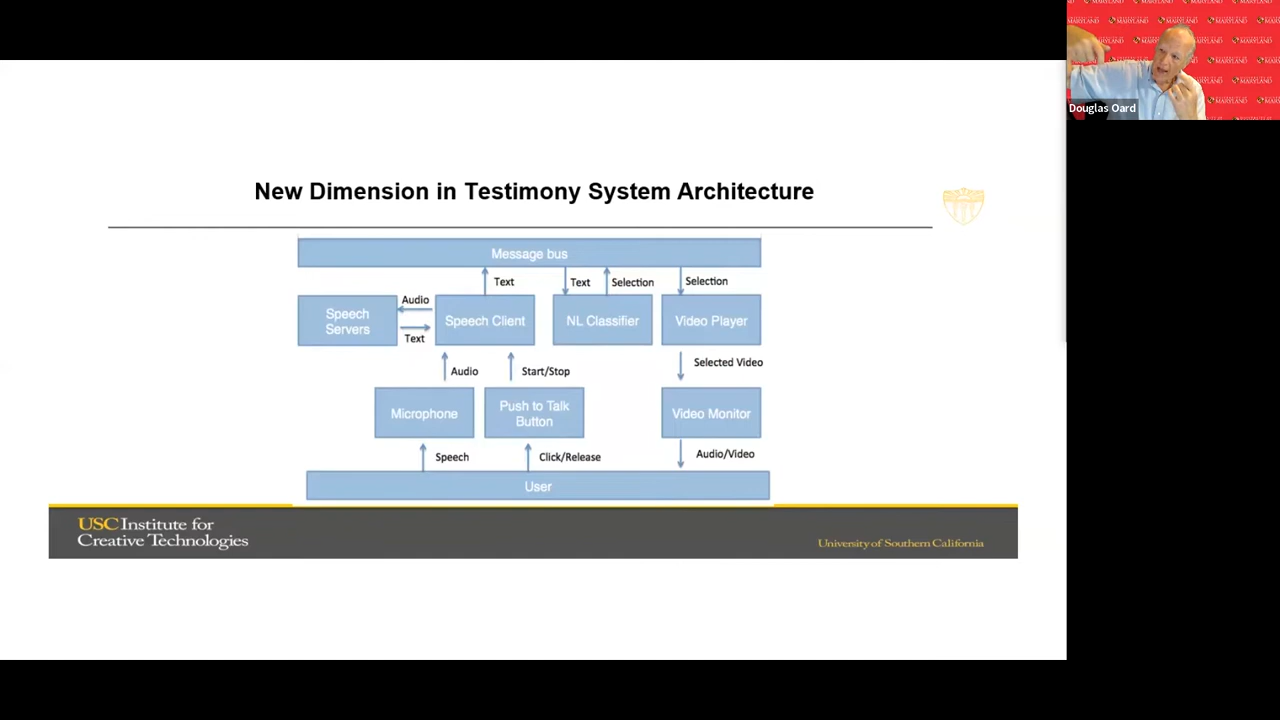 Douglas Oard
MARYLAND
New Dimension in Testimony System Architecture
Message bus
Text
Text
Selection
Selection
Audio
Speech
Servers
Text
Speech Client
NL Classifier
Video Player
Audio
Start/Stop
Selected Video
Microphone
Push to Talk
Button
Video Monitor
Speech
Click/Release
Audio/Video
User
USC Institute for
Creative Technologies
University of Southern California